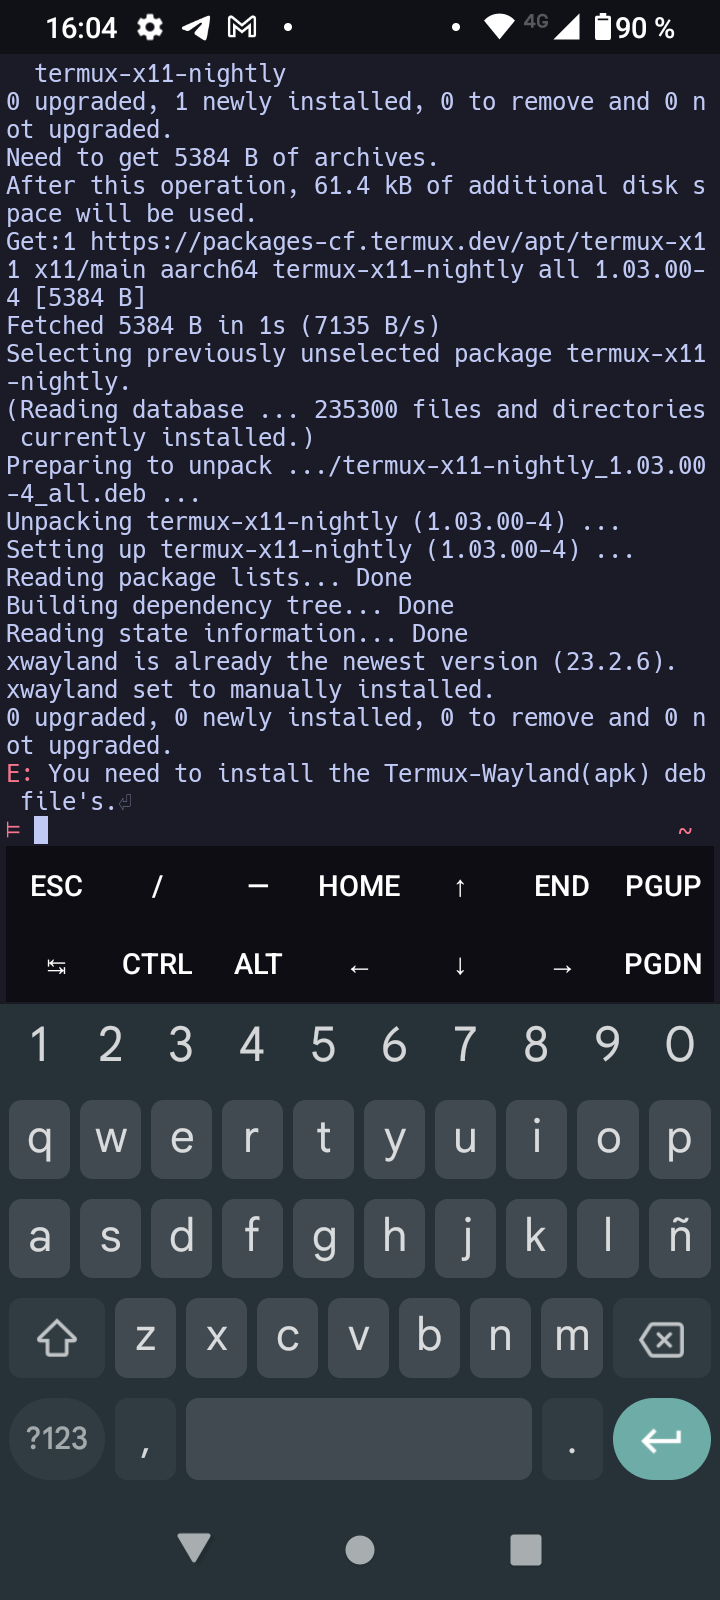 16:04 4G 90 %
termux-x11-nightly
0 upgraded, 1 newly installed, 0 to remove and 0 n
ot upgraded.
Need to get 5384 B of archives.
After this operation, 61.4 kB of additional disk s
pace will be used.
Get:1 https://packages-cf.termux.dev/apt/termux-x1
1 x11/main aarch64 termux-x11-nightly all 1.03.00-
4 [5384 B]
Fetched 5384 B in 1s (7135 B/s)
Selecting previously unselected package termux-x11
-nightly.
(Reading database ... 235300 files and directories
currently installed.)
Preparing to unpack .../termux-x11-nightly_1.03.00
-4_all.deb ...
Unpacking termux-x11-nightly (1.03.00-4) ...
Setting up termux-x11-nightly (1.03.00-4) ...
Reading package lists... Done
Building dependency tree... Done
Reading state information... Done
xwayland is already the newest version (23.2.6).
xwayland set to manually installed.
0 upgraded, 0 newly installed, 0 to remove and 0 n
ot upgraded.
E: You need to install the Termux-Wayland(apk) deb
file's.⏎
⊨ ~
ESC / — HOME ↑ END PGUP
↹ CTRL ALT ← ↓ → PGDN
1 2 3 4 5 6 7 8 9 0
q w e r t y u i o p
a s d f g h j k l ñ
z x c v b n m
?123 , .